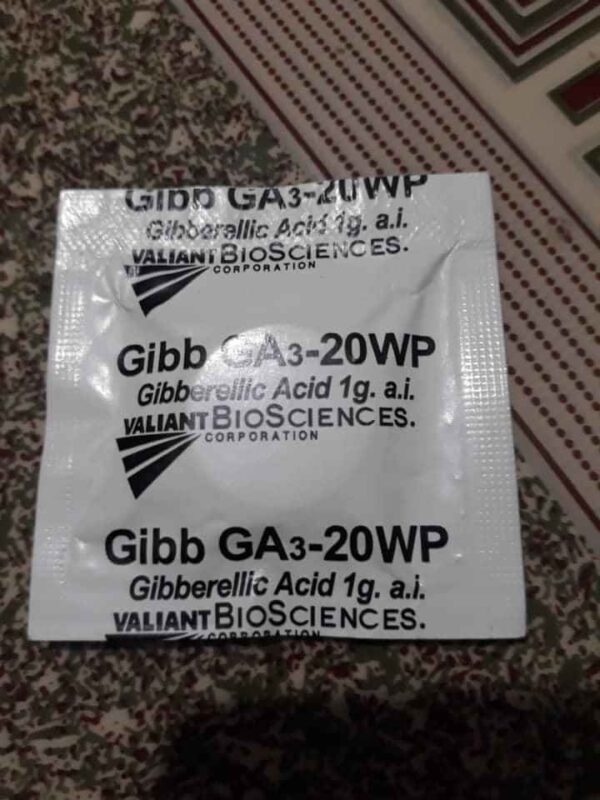 Gibb GA3-20WP
Gibberellic Acid 1g. a.i.
VALIANT BIOSCIENCES.
CORPORATION
Gibb GA3-20WP
Gibberellic Acid 1g. a.i.
VALIANT BIOSCIENCES.
CORPORATION
Gibb GA3-20WP
Gibberellic Acid 1g. a.i.
VALIANT BIOSCIENCES.
CORPORATION